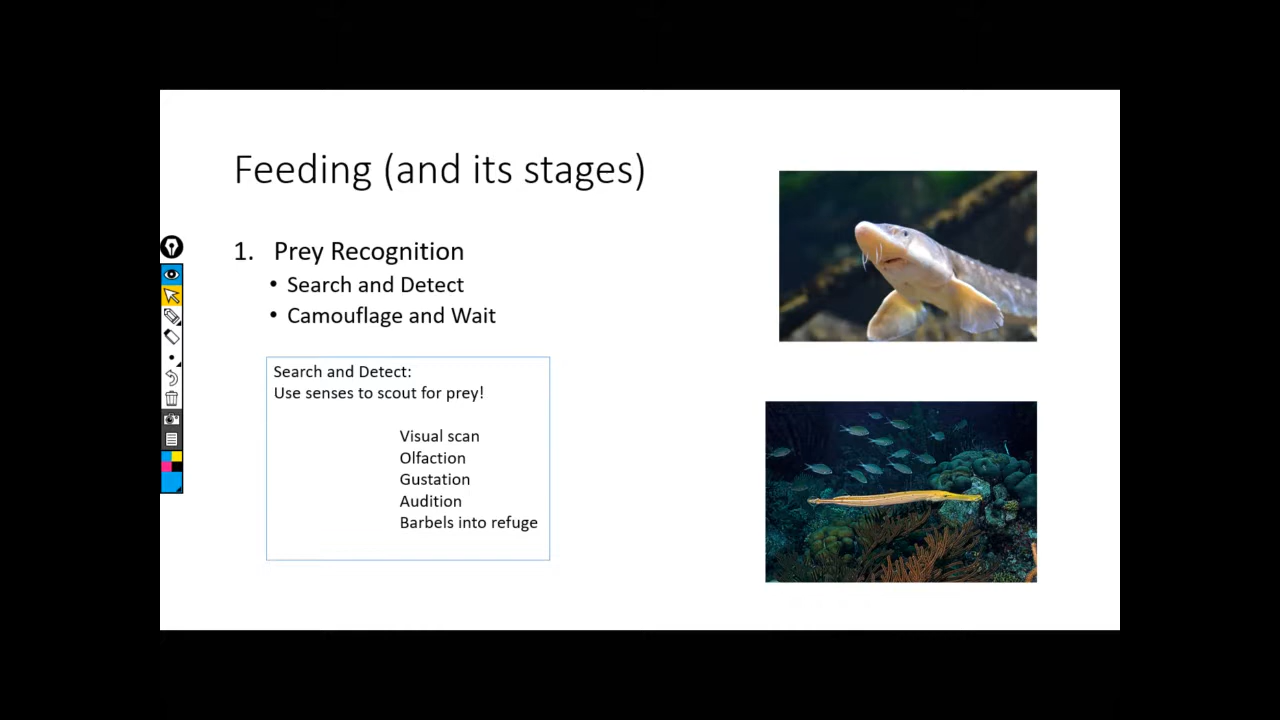 Feeding (and its stages)
1. Prey Recognition
• Search and Detect
• Camouflage and Wait
Search and Detect:
Use senses to scout for prey!
Visual scan
Olfaction
Gustation
Audition
Barbels into refuge